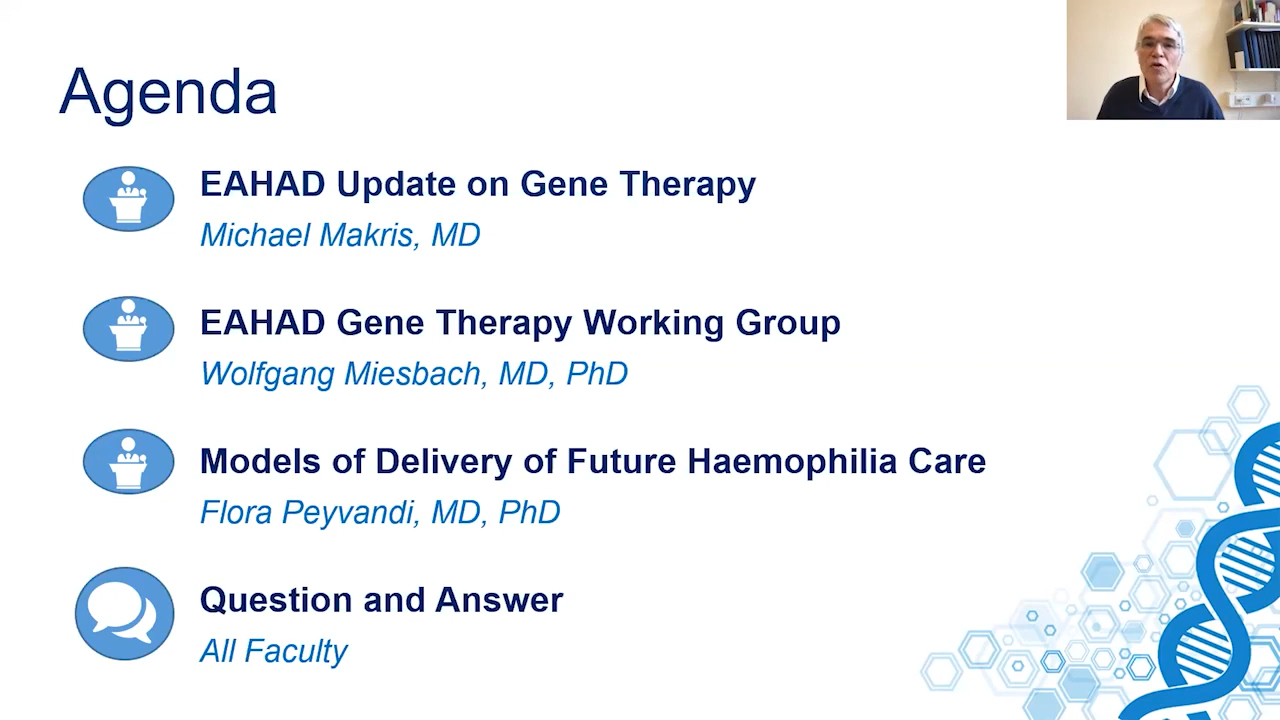 Agenda
EAHAD Update on Gene Therapy
Michael Makris, MD
EAHAD Gene Therapy Working Group
Wolfgang Miesbach, MD, PhD
Models of Delivery of Future Haemophilia Care
Flora Peyvandi, MD, PhD
Question and Answer
All Faculty